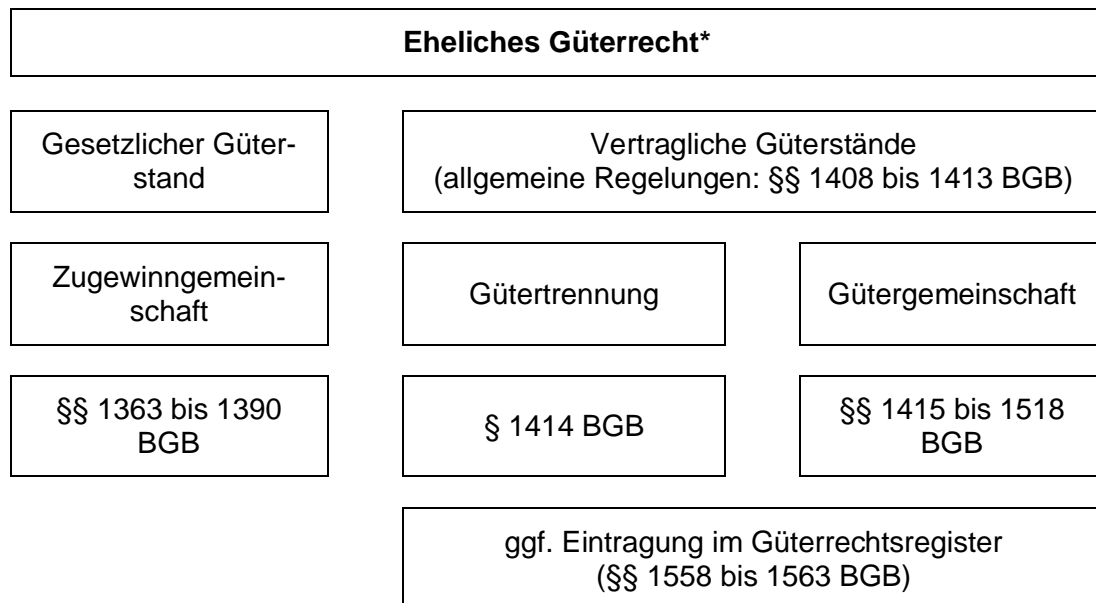 Eheliches Güterrecht*
Gesetzlicher Güter-
stand
Vertragliche Güterstände
(allgemeine Regelungen: §§ 1408 bis 1413 BGB)
Zugewinngemein-
schaft
Gütertrennung
Gütergemeinschaft
§§ 1363 bis 1390
BGB
§ 1414 BGB
§§ 1415 bis 1518
BGB
ggf. Eintragung im Güterrechtsregister
(§§ 1558 bis 1563 BGB)